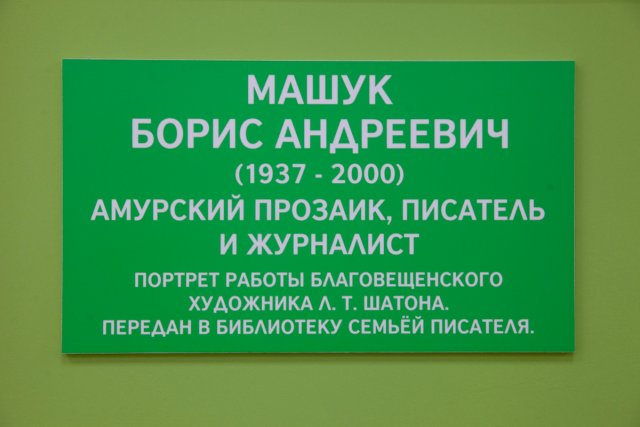 МАШУК
БОРИС АНДРЕЕВИЧ
(1937 - 2000)
АМУРСКИЙ ПРОЗАИК, ПИСАТЕЛЬ
И ЖУРНАЛИСТ
ПОРТРЕТ РАБОТЫ БЛАГОВЕЩЕНСКОГО
ХУДОЖНИКА Л. Т. ШАТОНА.
ПЕРЕДАН В БИБЛИОТЕКУ СЕМЬЁЙ ПИСАТЕЛЯ.